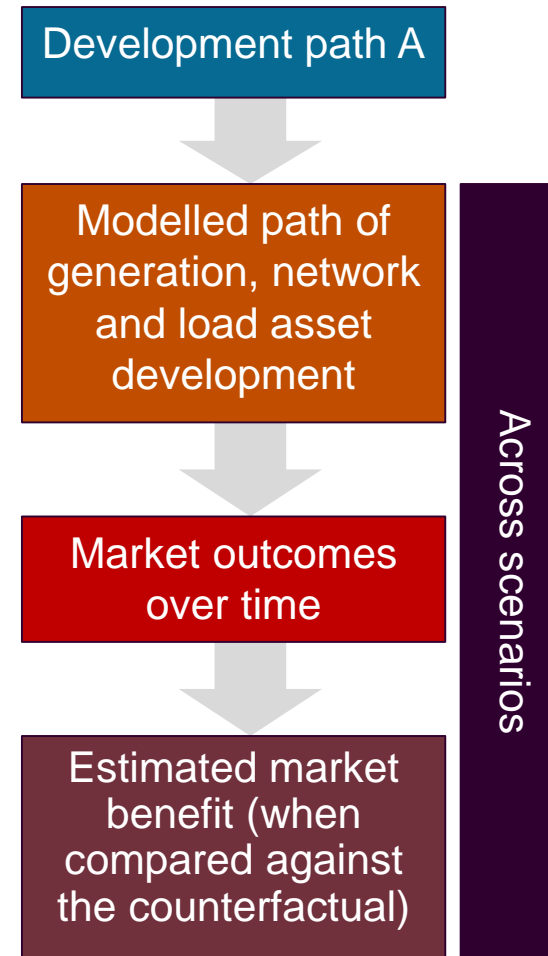 Development path A
Modelled path of
generation, network
and load asset
development
Across scenarios
Market outcomes
over time
Estimated market
benefit (when
compared against
the counterfactual)